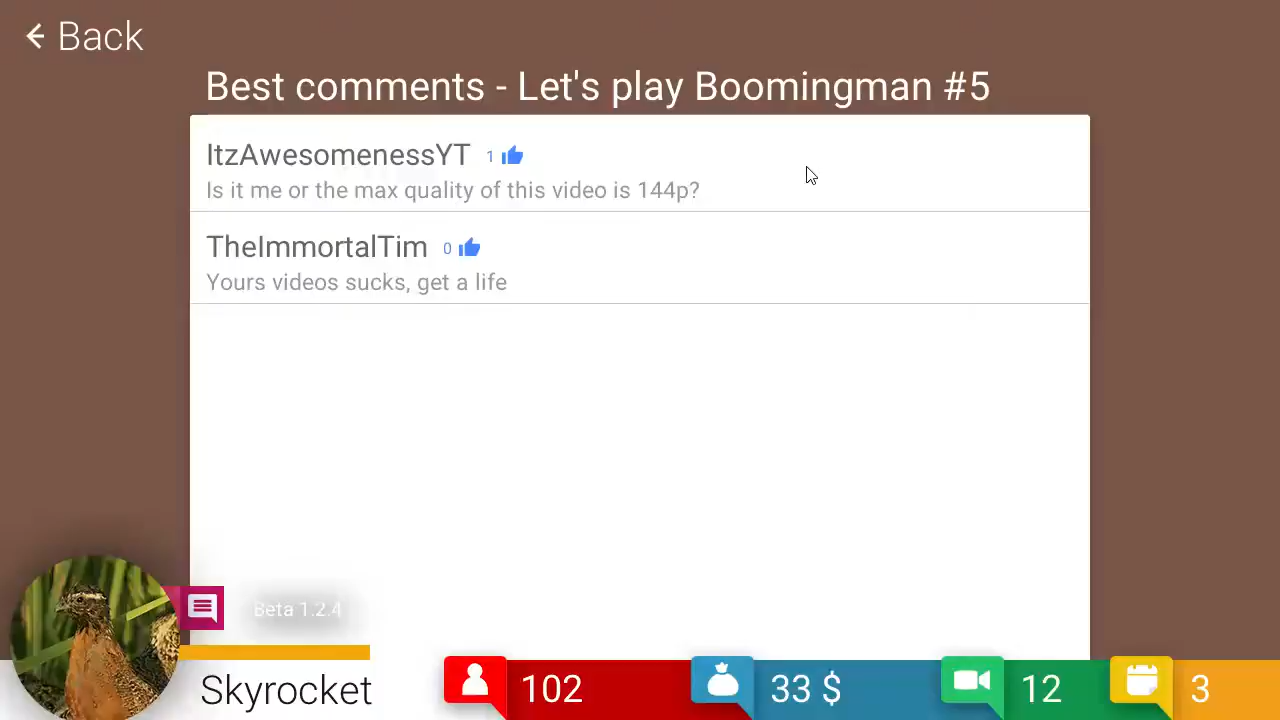 Back
Best comments - Let's play Boomingman #5
ItzAwesomenessYT 1
Is it me or the max quality of this video is 144p?
TheImmortalTim 0
Yours videos sucks, get a life
Beta 1.2.4
Skyrocket
102
33 $
12
3